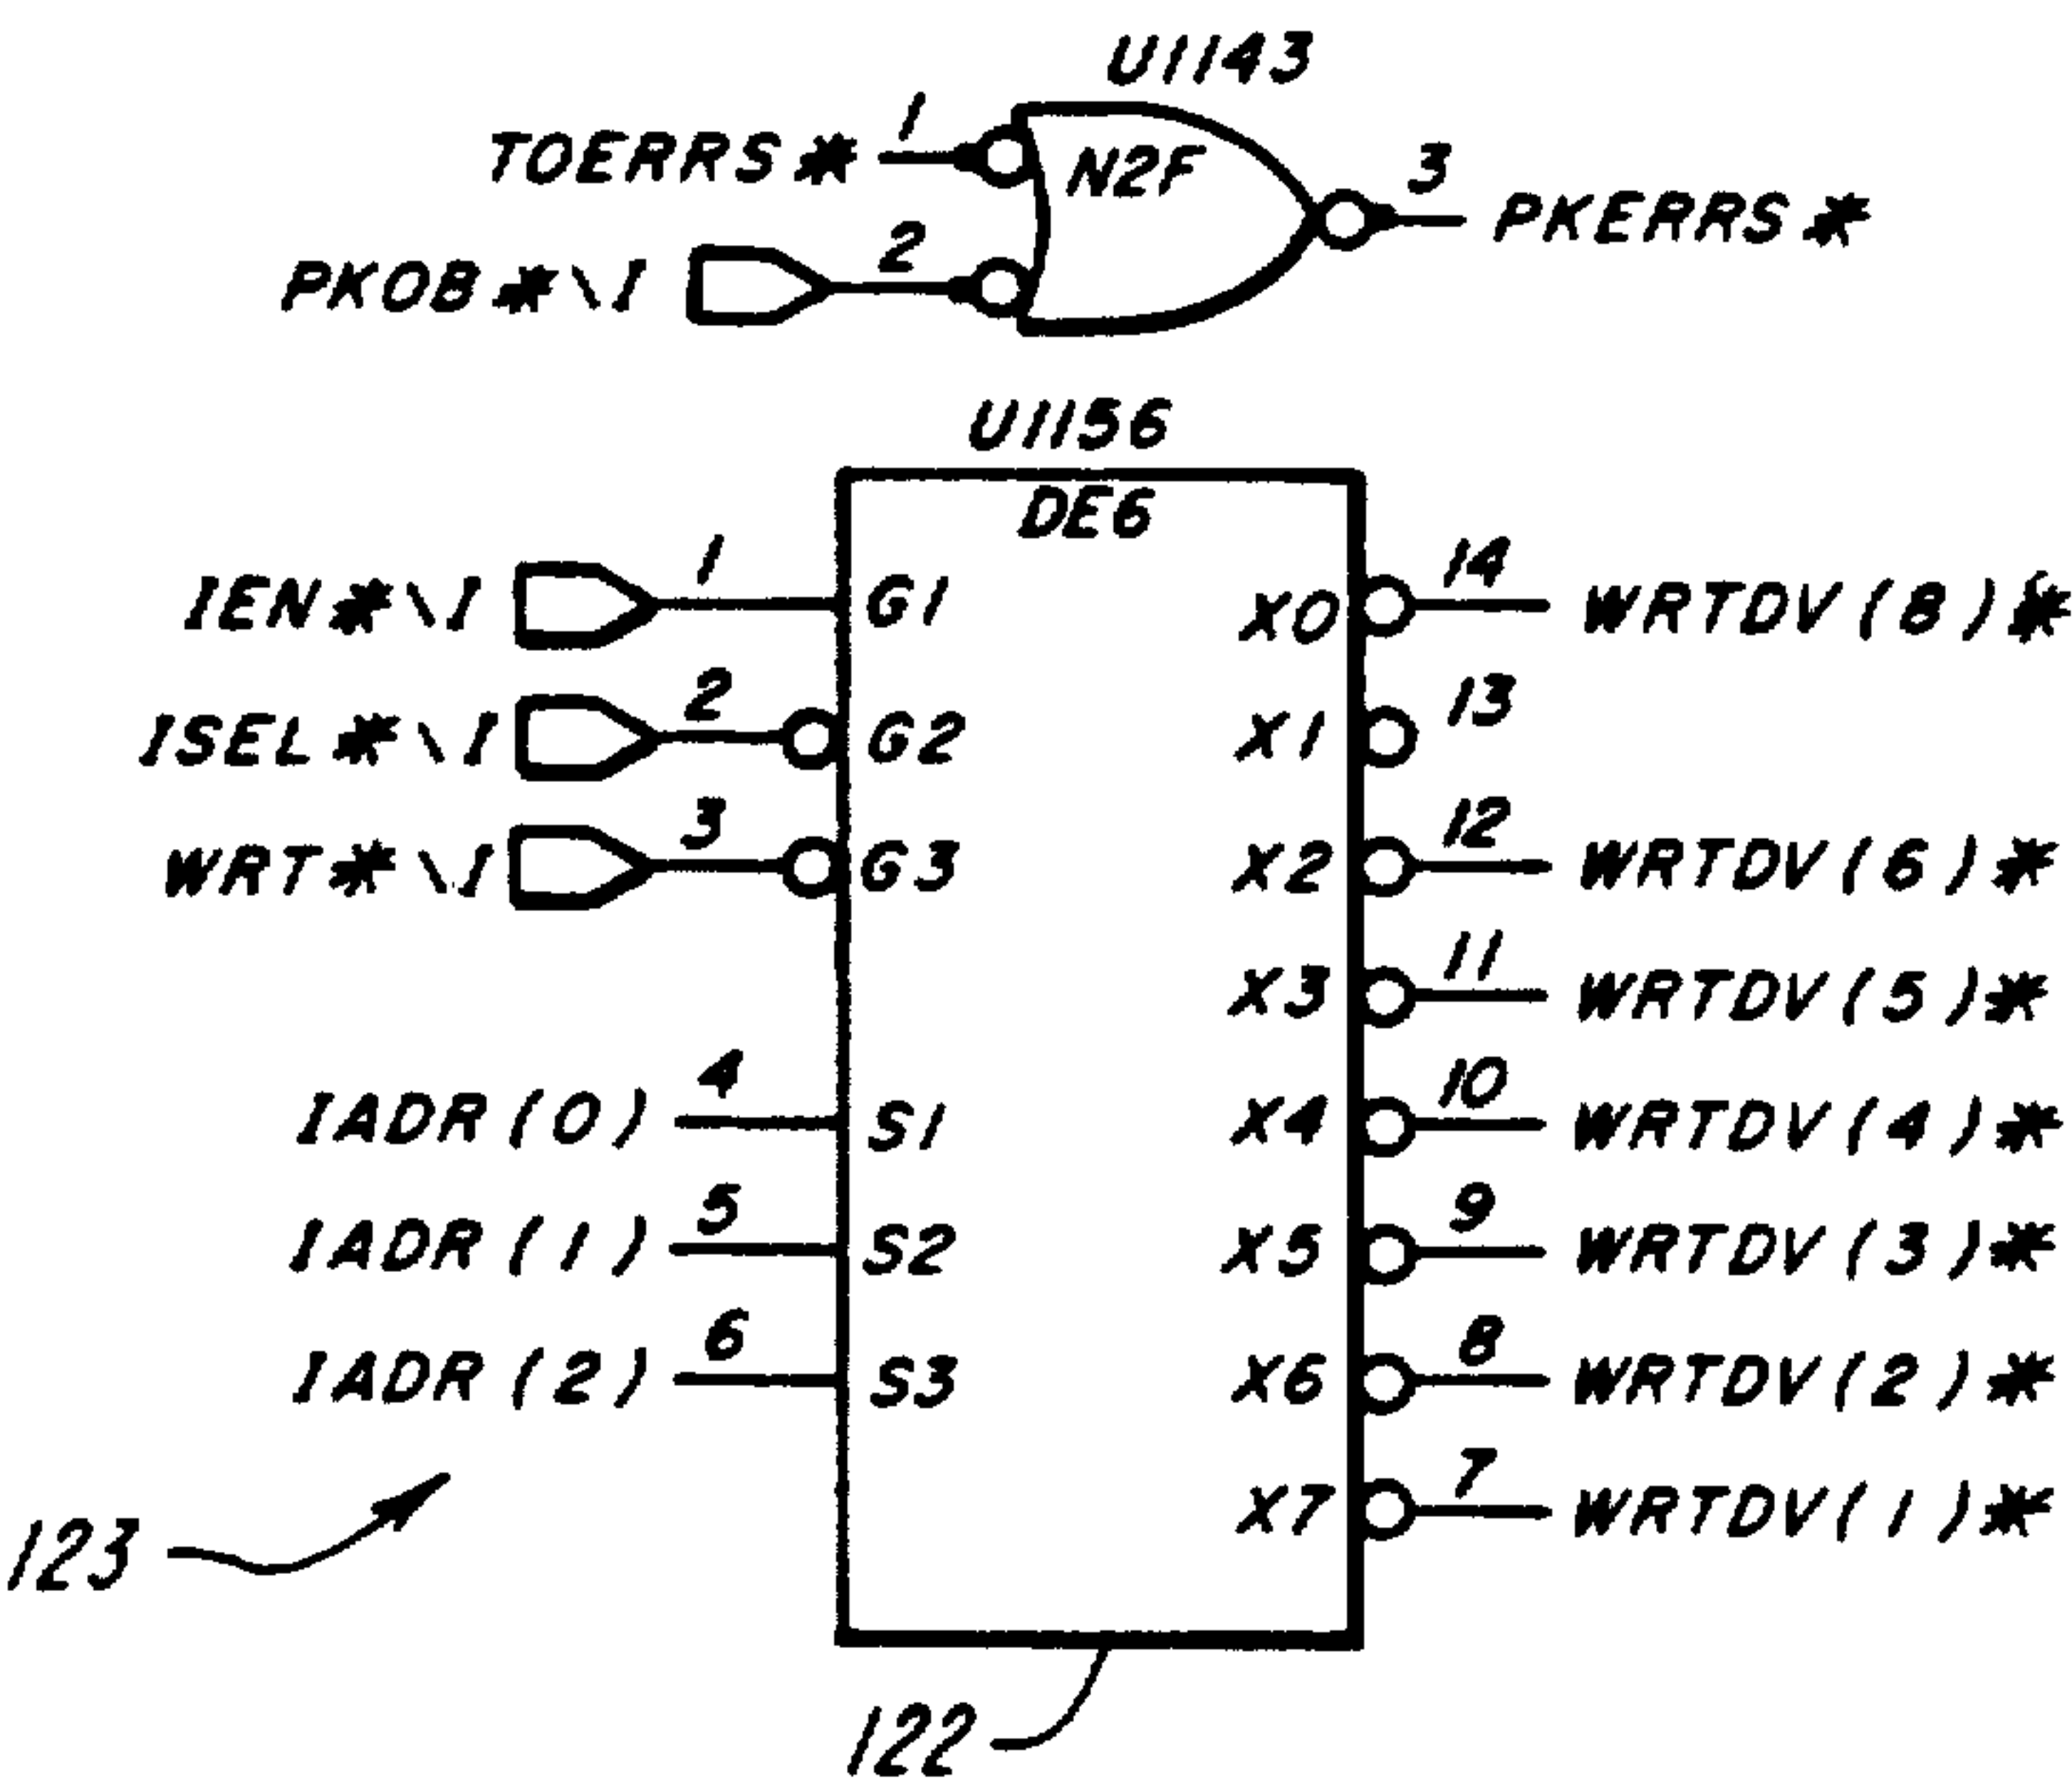 U1143
1
TOERRS*
N2F
3
PKERRS*
2
PKOB*\I
U1156
DE6
IEN*\I 1 G1 X0 14 WRTDV(8)*
ISEL*\I 2 G2 X1 13
WRT*\I 3 G3 X2 12 WRTDV(6)*
X3 11 WRTDV(5)*
IADR(0) 4 S1 X4 10 WRTDV(4)*
IADR(1) 5 S2 X5 9 WRTDV(3)*
IADR(2) 6 S3 X6 8 WRTDV(2)*
X7 7 WRTDV(1)*
123
122